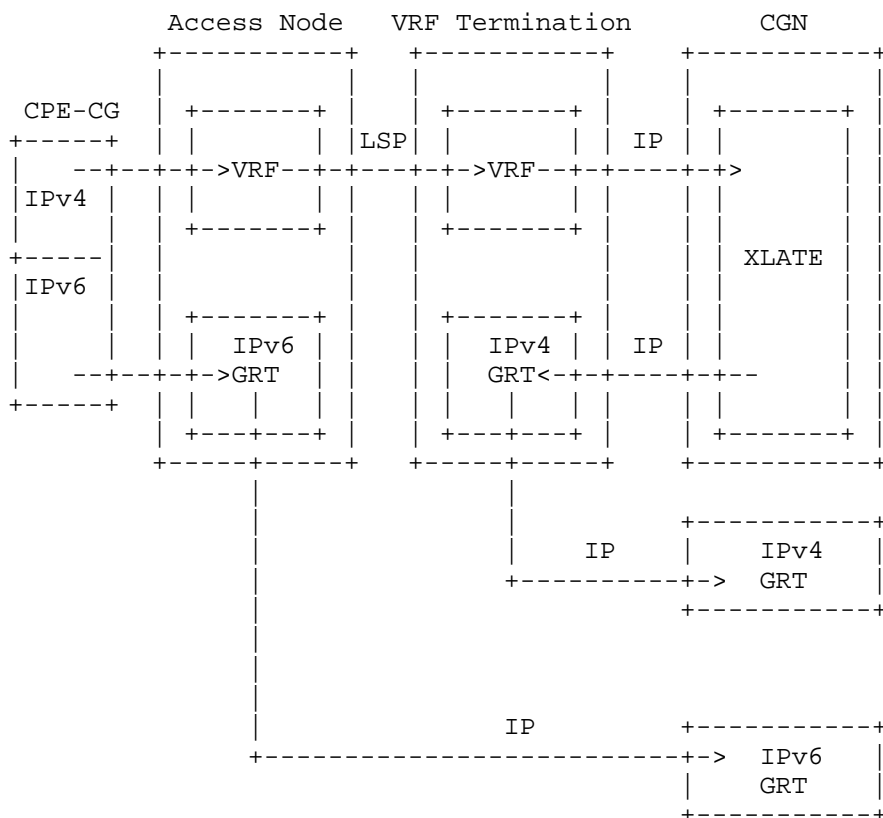 Access Node VRF Termination CGN
CPE-CG
LSP IP
VRF VRF
IPv4
XLATE
IPv6
IPv6 IPv4 IP
GRT GRT
IP IPv4
GRT
IP
IPv6
GRT